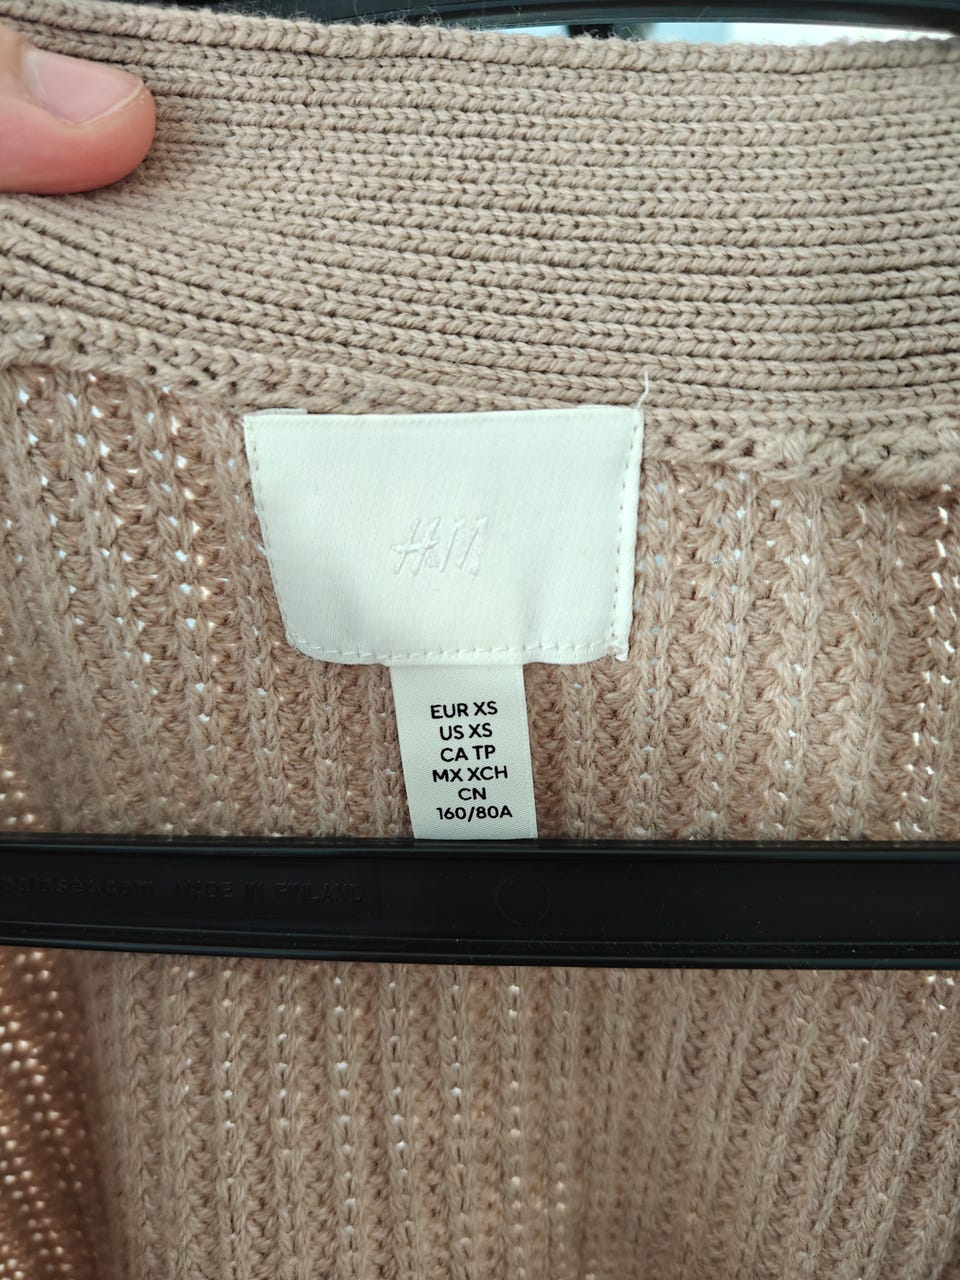 H&M
EUR XS
US XS
CA TP
MX XCH
CN
160/80A
MADE IN FINLAND